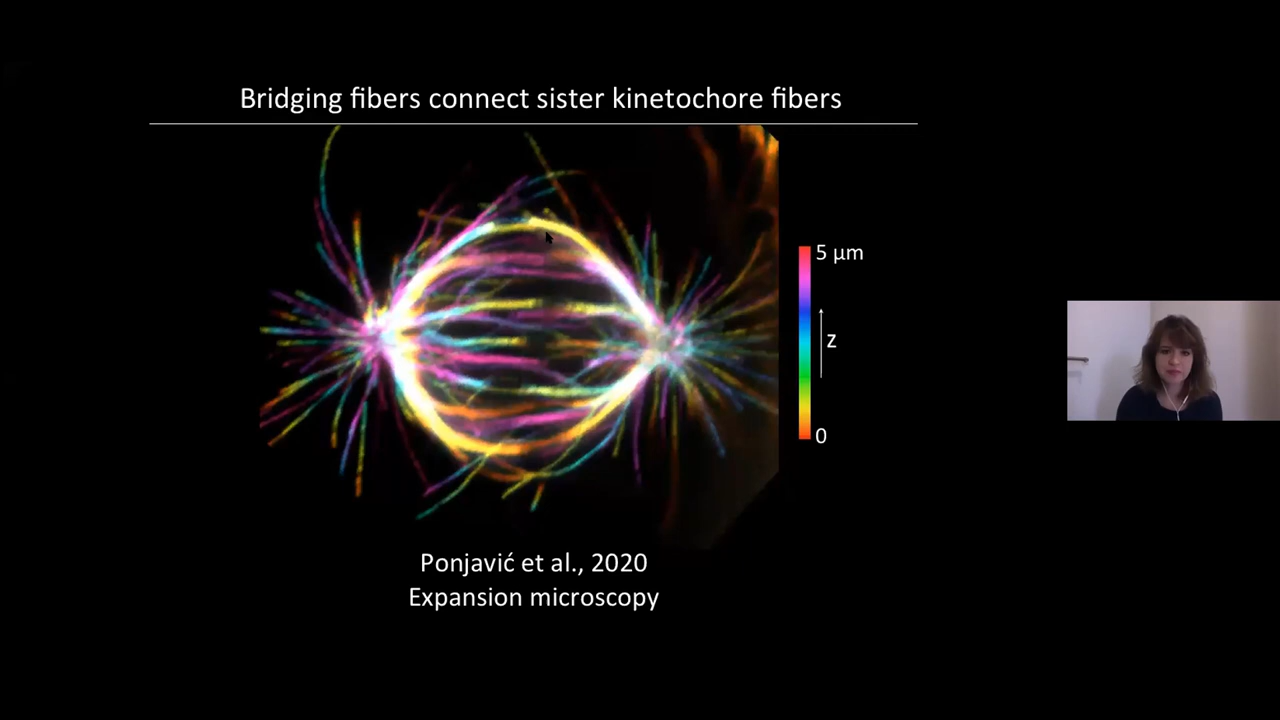 Bridging fibers connect sister kinetochore fibers
5 µm
z
0
Ponjavić et al., 2020
Expansion microscopy